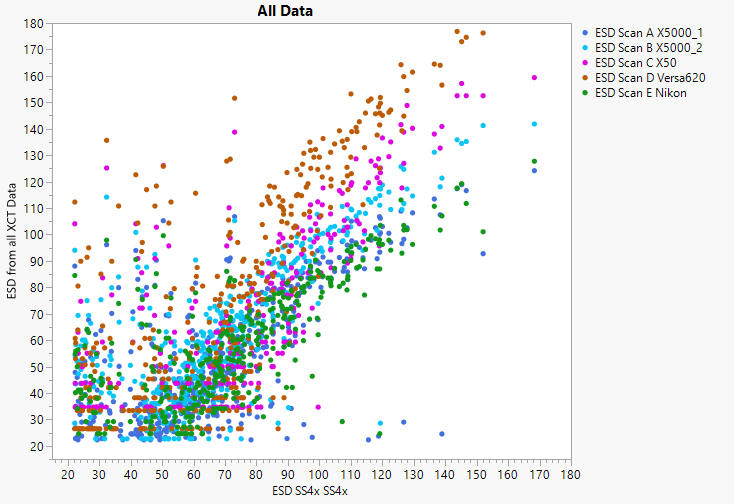 All Data
ESD Scan A X5000_1
ESD Scan B X5000_2
ESD Scan C X50
ESD Scan D Versa620
ESD Scan E Nikon
ESD from all XCT Data
180
170
160
150
140
130
120
110
100
90
80
70
60
50
40
30
20
20 30 40 50 60 70 80 90 100 110 120 130 140 150 160 170 180
ESD SS4x SS4x